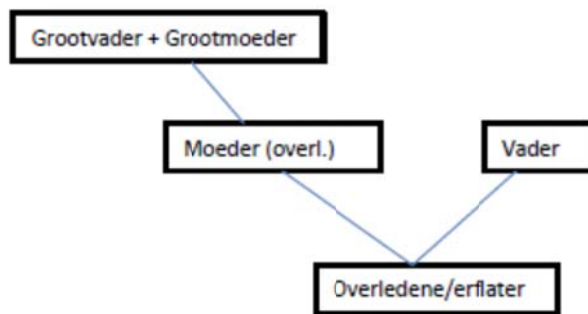 Grootvader + Grootmoeder
Moeder (overl.)
Vader
Overledene/erflater